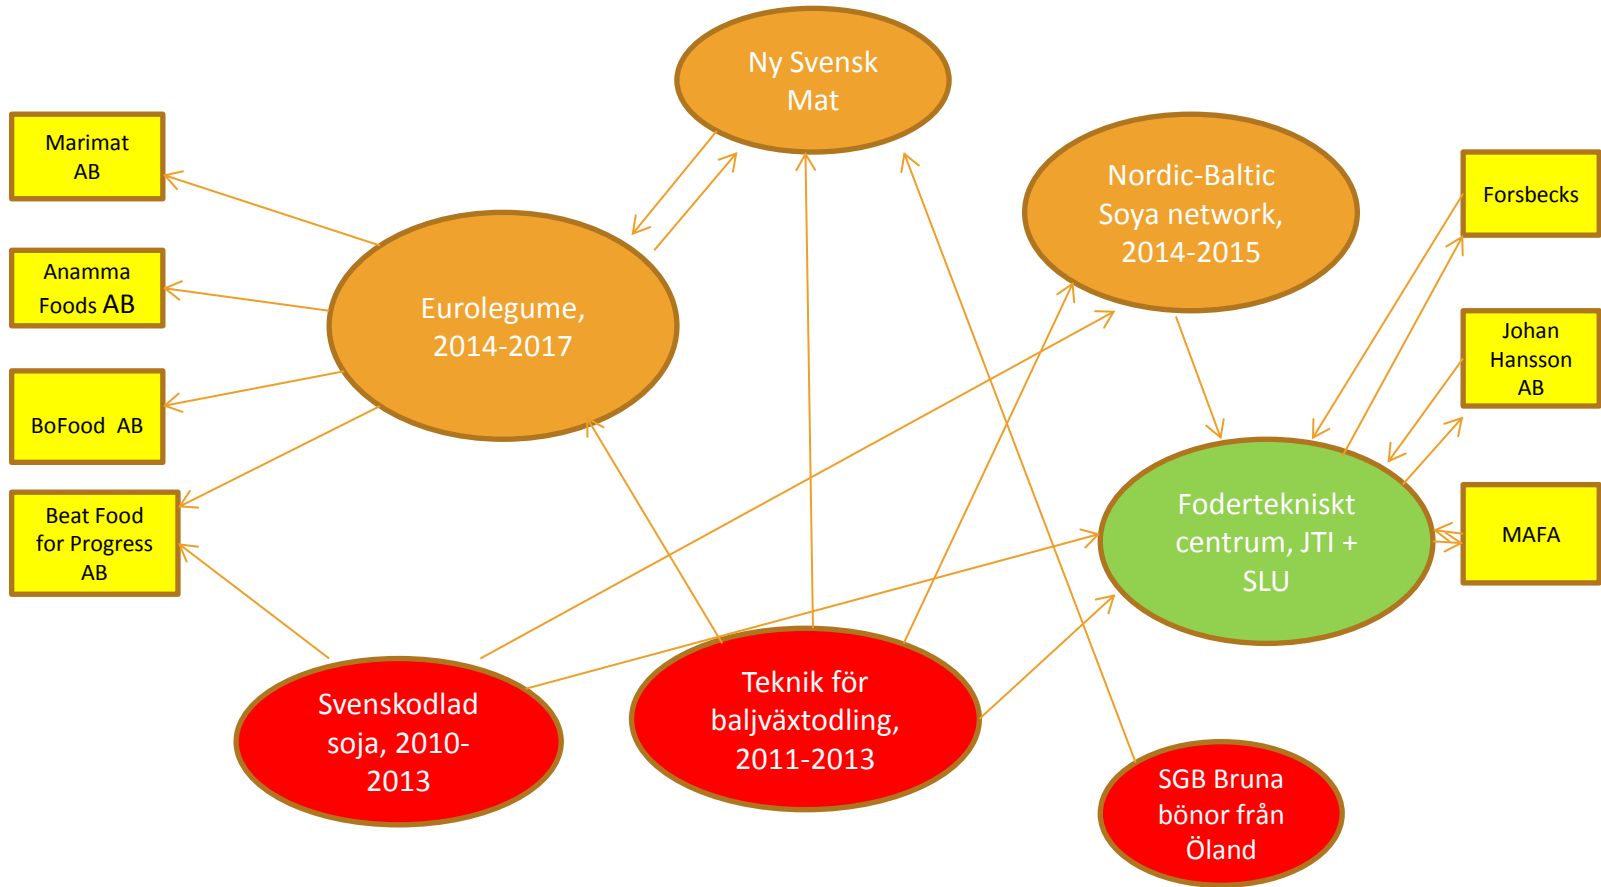 Ny Svensk
Mat
Marimat
AB
Anamma
Foods AB
BoFood  AB
Beat Food
for Progress
AB
Eurolegume,
2014-2017
Nordic-Baltic
Soya network,
2014-2015
Forsbecks
Johan
Hansson
AB
MAFA
Fodertekniskt
centrum, JTI +
SLU
Svenskodlad
soja, 2010-
2013
Teknik för
baljväxtodling,
2011-2013
SGB Bruna
bönor från
Öland